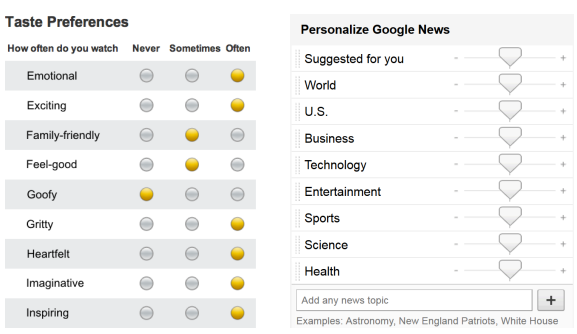 Taste Preferences
How often do you watch Never Sometimes Often
Emotional
Exciting
Family-friendly
Feel-good
Goofy
Gritty
Heartfelt
Imaginative
Inspiring
Personalize Google News
Suggested for you - +
World - +
U.S. - +
Business - +
Technology - +
Entertainment - +
Sports - +
Science - +
Health - +
Add any news topic +
Examples: Astronomy, New England Patriots, White House